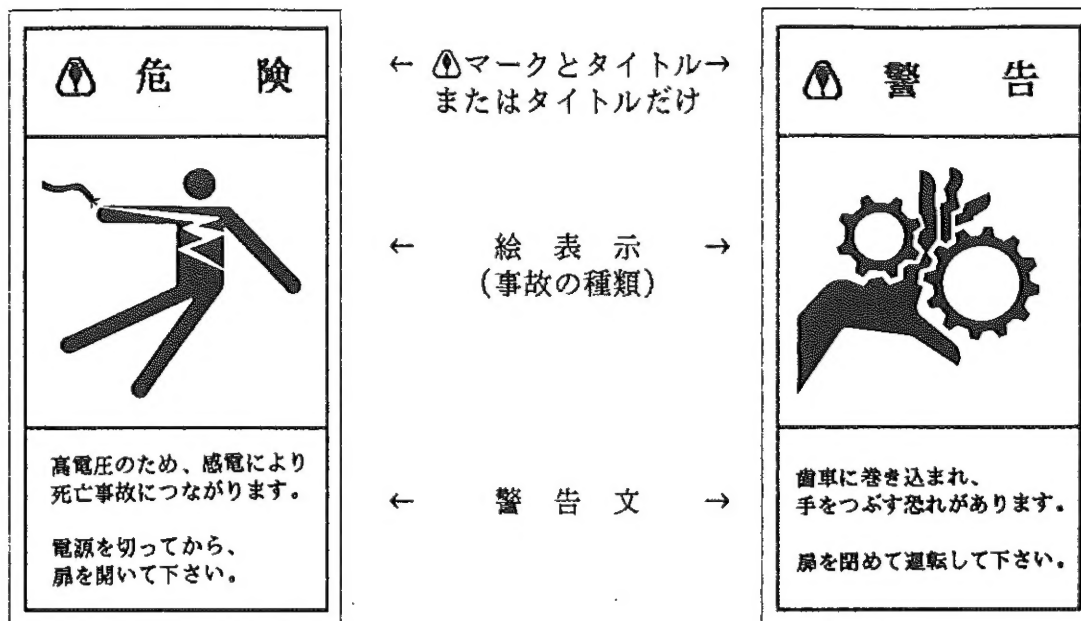 危険
高電圧のため、感電により
死亡事故につながります。
電源を切ってから、
扉を開いて下さい。
← マークとタイトル→
またはタイトルだけ
← 絵表示 →
(事故の種類)
← 警告文 →
警告
歯車に巻き込まれ、
手をつぶす恐れがあります。
扉を閉めて運転して下さい。